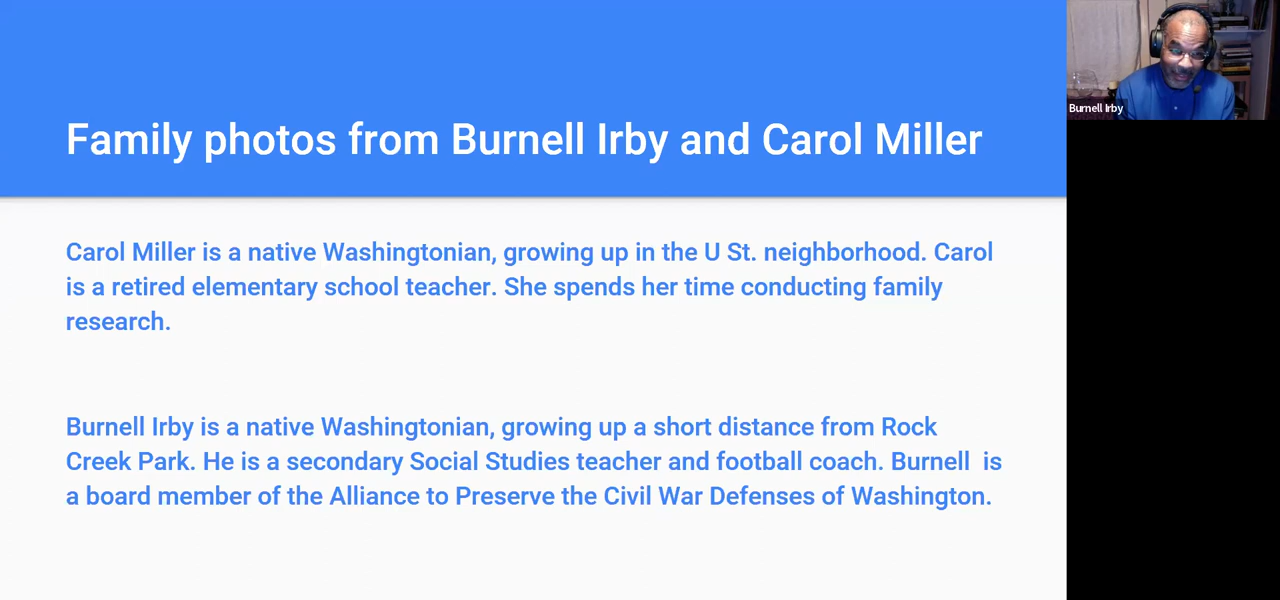 Family photos from Burnell Irby and Carol Miller
Carol Miller is a native Washingtonian, growing up in the U St. neighborhood. Carol
is a retired elementary school teacher. She spends her time conducting family
research.
Burnell Irby is a native Washingtonian, growing up a short distance from Rock
Creek Park. He is a secondary Social Studies teacher and football coach. Burnell  is
a board member of the Alliance to Preserve the Civil War Defenses of Washington.
Burnell Irby